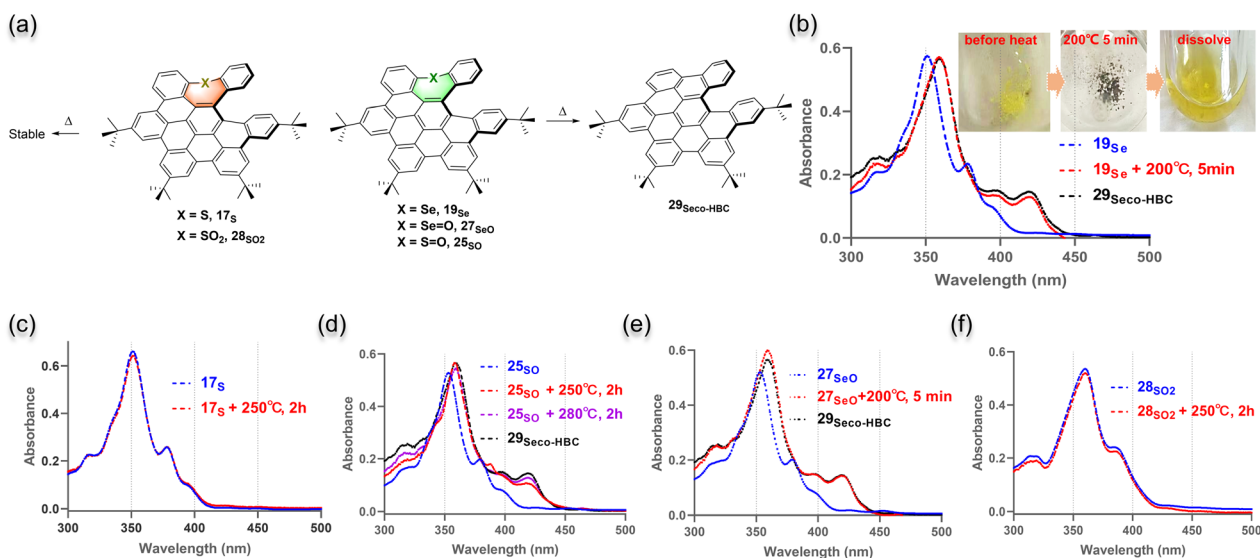 (a)
Stable
Δ
X
X = S, 17S
X = SO2, 28SO2
X
X = Se, 19Se
X = Se=O, 27SeO
X = S=O, 25SO
Δ
29Seco-HBC
(b)
before heat
200℃ 5 min
dissolve
0.6
0.4
0.2
0.0
Absorbance
300
350
400
450
500
Wavelength (nm)
19Se
19Se + 200℃, 5min
29Seco-HBC
(c)
0.6
0.4
0.2
0.0
Absorbance
300
350
400
450
500
Wavelength (nm)
17S
17S + 250℃, 2h
(d)
0.6
0.4
0.2
0.0
Absorbance
300
350
400
450
500
Wavelength (nm)
25SO
25SO + 250℃, 2h
25SO + 280℃, 2h
29Seco-HBC
(e)
0.6
0.4
0.2
0.0
Absorbance
300
350
400
450
500
Wavelength (nm)
27SeO
27SeO+200℃, 5 min
29Seco-HBC
(f)
0.6
0.4
0.2
0.0
Absorbance
300
350
400
450
500
Wavelength (nm)
28SO2
28SO2 + 250℃, 2h